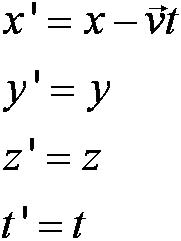 x' = x − v⃗t
y' = y
z' = z
t' = t